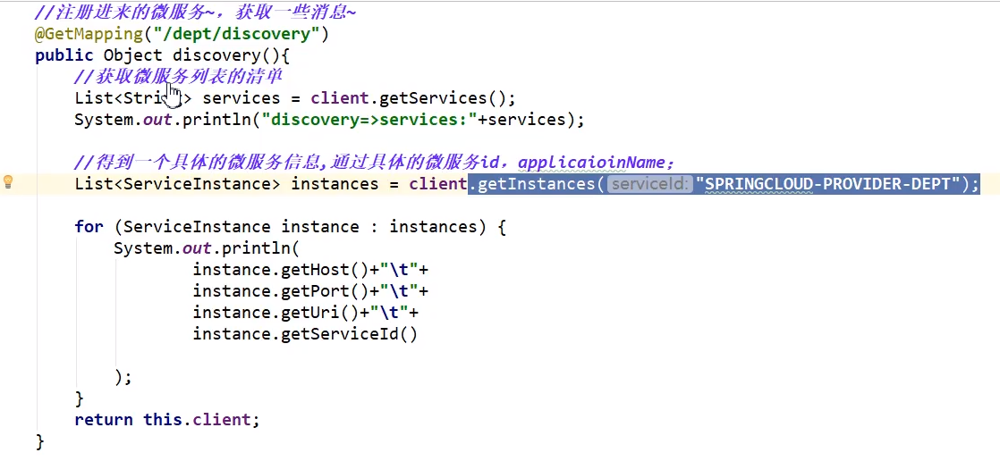 //注册进来的微服务~，获取一些消息~
@GetMapping("/dept/discovery")
public Object discovery(){
//获取微服务列表的清单
List<String> services = client.getServices();
System.out.println("discovery=>services:"+services);
//得到一个具体的微服务信息,通过具体的微服务id，applicaioinName；
List<ServiceInstance> instances = client.getInstances( serviceId: "SPRINGCLOUD-PROVIDER-DEPT");
for (ServiceInstance instance : instances) {
System.out.println(
instance.getHost()+"\t"+
instance.getPort()+"\t"+
instance.getUri()+"\t"+
instance.getServiceId()
);
}
return this.client;
}